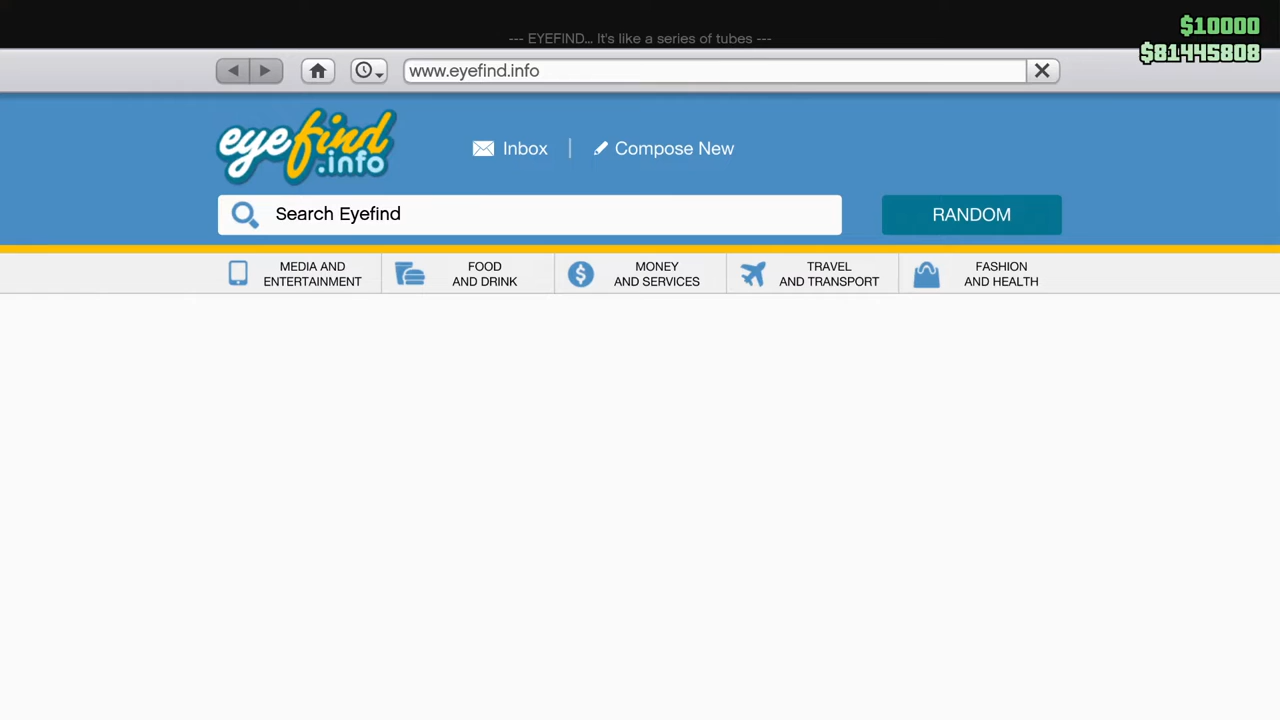 $10000
--- EYEFIND... It's like a series of tubes ---
$81445808
www.eyefind.info
eyefind
.info
Inbox
Compose New
Search Eyefind
RANDOM
MEDIA AND
ENTERTAINMENT
FOOD
AND DRINK
MONEY
AND SERVICES
TRAVEL
AND TRANSPORT
FASHION
AND HEALTH